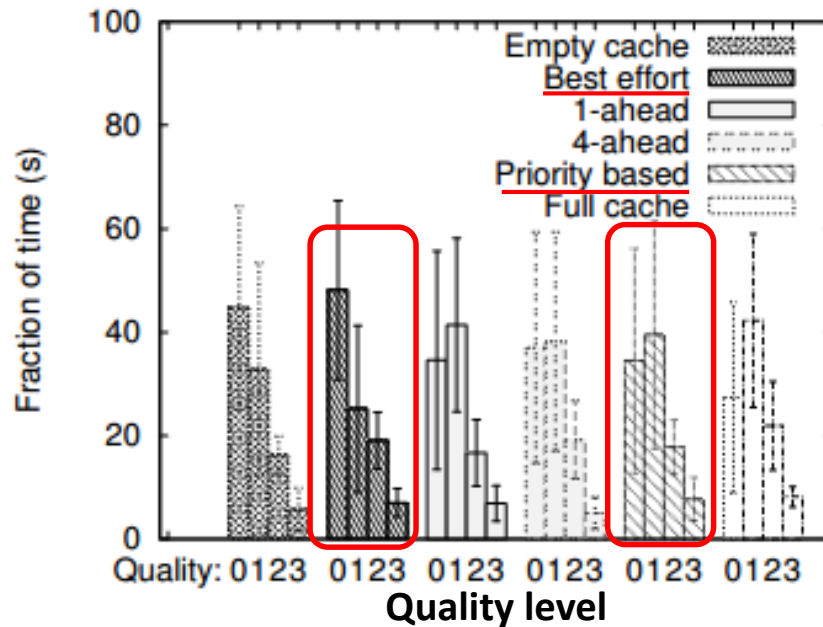 100
80
60
40
20
0
Fraction of time (s)
Empty cache
Best effort
1-ahead
4-ahead
Priority based
Full cache
Quality: 0123 0123 0123 0123 0123 0123
Quality level